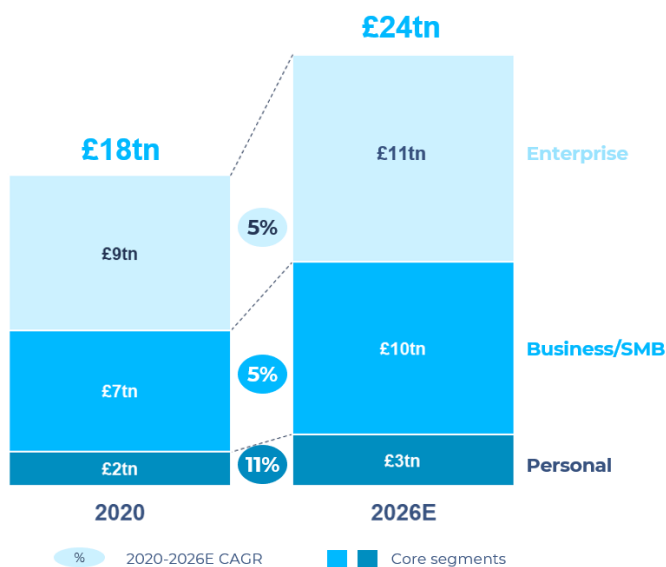 £24tn
£18tn
£11tn
Enterprise
5%
£9tn
£10tn
Business/SMB
5%
£7tn
£2tn
11%
£3tn
Personal
2020
2026E
% 2020-2026E CAGR
Core segments